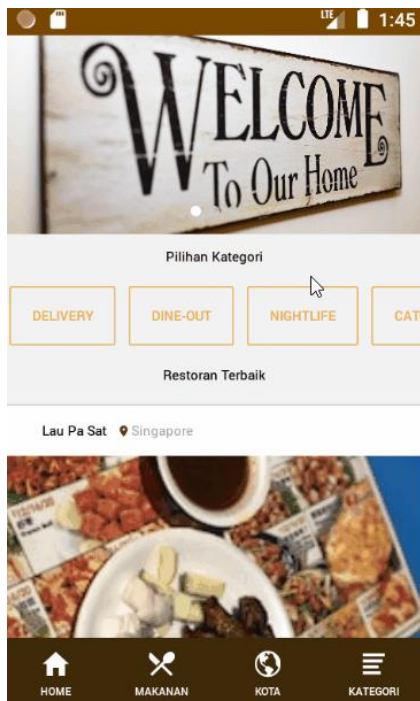 LTE 1:45
WELCOME
To Our Home
Pilihan Kategori
DELIVERY DINE-OUT NIGHTLIFE CAT
Restoran Terbaik
Lau Pa Sat Singapore
HOME MAKANAN KOTA KATEGORI